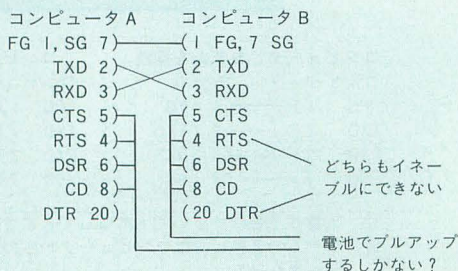 コンピュータA コンピュータB
FG 1, SG 7) (1 FG, 7 SG
TXD 2) (2 TXD
RXD 3) (3 RXD
CTS 5) (5 CTS
RTS 4) (4 RTS
DSR 6) (6 DSR
CD 8) (8 CD
DTR 20) (20 DTR
どちらもイネー
ブルにできない
電池でプルアップ
するしかない？